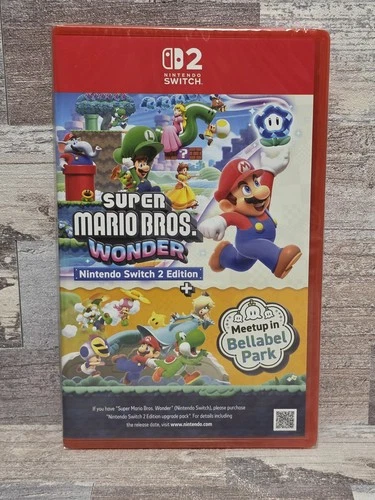 2
NINTENDO
SWITCH
?
SUPER
MARIO BROS.
WONDER
Nintendo Switch 2 Edition
+
Meetup in
Bellabel
Park
If you have "Super Mario Bros. Wonder" (Nintendo Switch), please purchase
"Nintendo Switch 2 Edition upgrade pack". For details including
the release date, visit www.nintendo.com